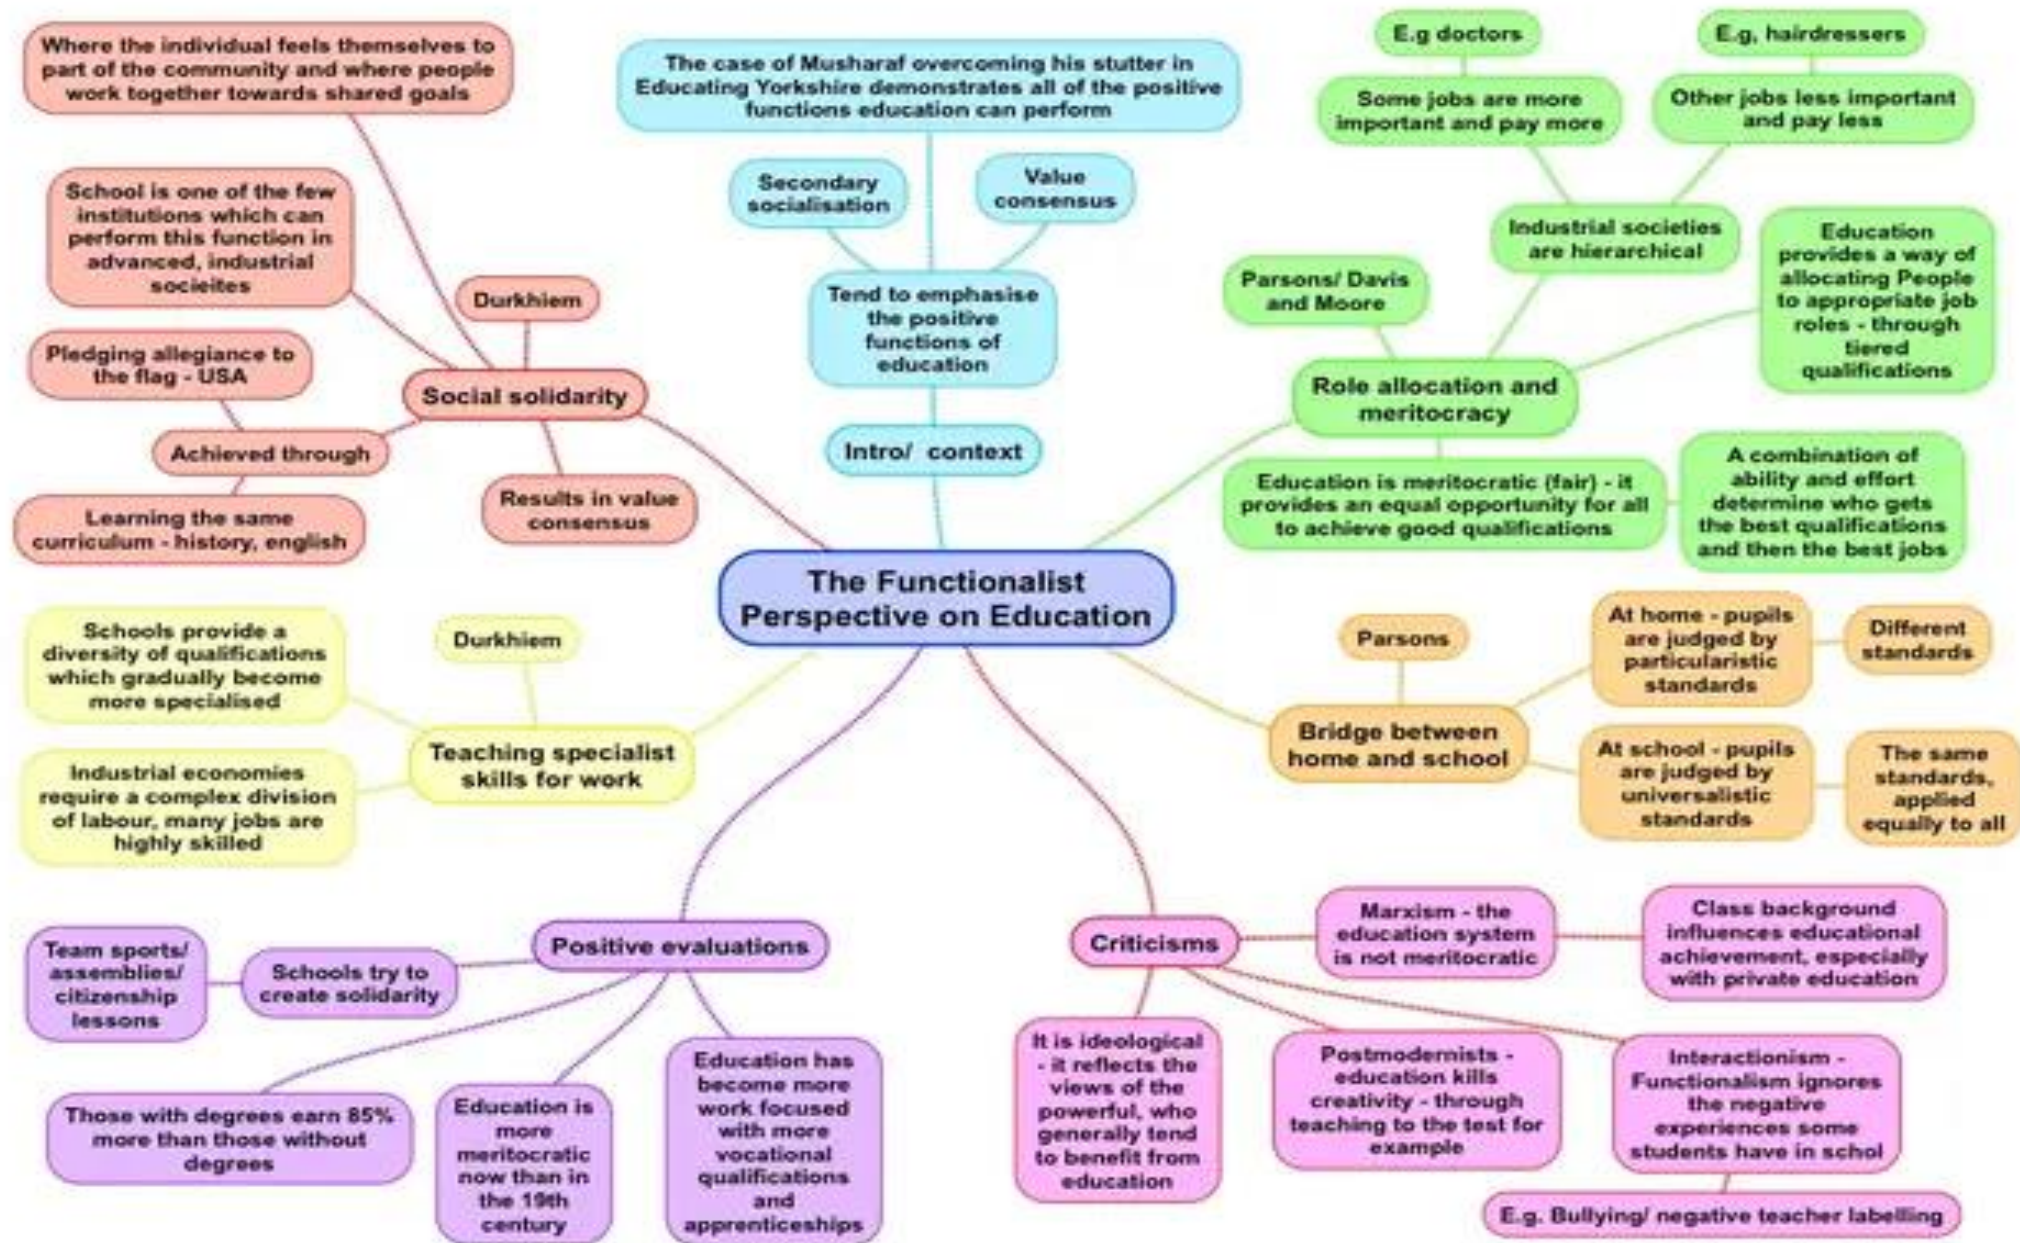 The Functionalist
Perspective on Education
Intro/  context
Tend to emphasise
the positive
functions of
education
Secondary
socialisation
The case of Musharaf overcoming his stutter in
Educating Yorkshire demonstrates all of the positive
functions education can perform
Value
consensus
Social solidarity
Where the individual feels themselves to
part of the community and where people
work together towards shared goals
School is one of the few
institutions which can
perform this function in
advanced, industrial
socieites
Durkhiem
Achieved through
Pledging allegiance to
the flag - USA
Learning the same
curriculum - history, english
Results in value
consensus
Role allocation and
meritocracy
Parsons/ Davis
and Moore
Industrial societies
are hierarchical
Some jobs are more
important and pay more
E.g doctors
Other jobs less important
and pay less
E.g, hairdressers
Education
provides a way of
allocating People
to appropriate job
roles - through
tiered
qualifications
Education is meritocratic (fair) - it
provides an equal opportunity for all
to achieve good qualifications
A combination of
ability and effort
determine who gets
the best qualifications
and then the best jobs
Teaching specialist
skills for work
Schools provide a
diversity of qualifications
which gradually become
more specialised
Durkhiem
Industrial economies
require a complex division
of labour, many jobs are
highly skilled
Bridge between
home and school
Parsons
At home - pupils
are judged by
particularistic
standards
Different
standards
At school - pupils
are judged by
universalistic
standards
The same
standards,
applied
equally to all
Positive evaluations
Schools try to
create solidarity
Team sports/
assemblies/
citizenship
lessons
Those with degrees earn 85%
more than those without
degrees
Education is
more
meritocratic
now than in
the 19th
century
Education has
become more
work focused
with more
vocational
qualifications
and
apprenticeships
Criticisms
Marxism - the
education system
is not meritocratic
Class background
influences educational
achievement, especially
with private education
It is ideological
- it reflects the
views of the
powerful, who
generally tend
to benefit from
education
Postmodernists -
education kills
creativity - through
teaching to the test for
example
Interactionism -
Functionalism ignores
the negative
experiences some
students have in schol
E.g. Bullying/ negative teacher labelling